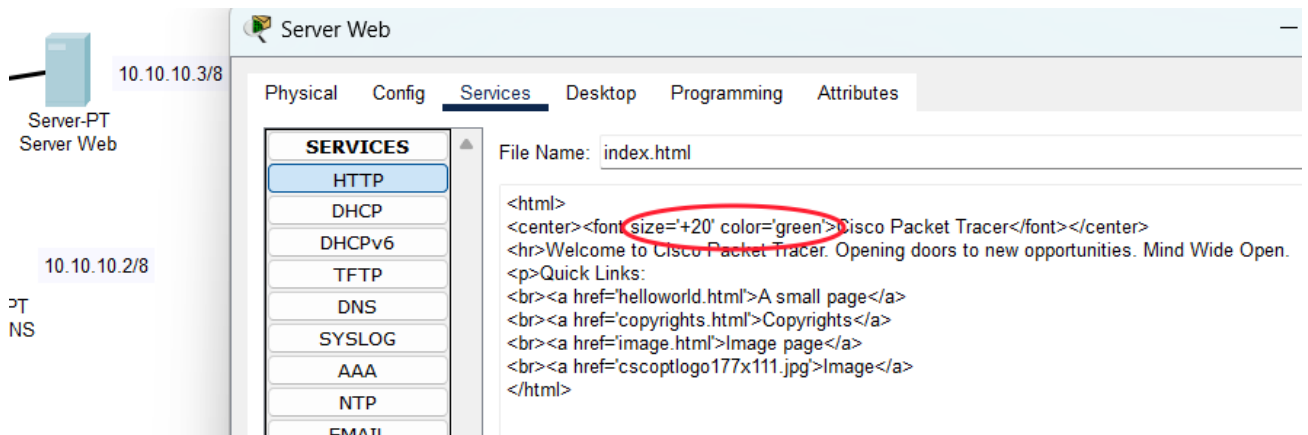 Server Web
10.10.10.3/8
Physical Config Services Desktop Programming Attributes
Server-PT
Server Web
SERVICES
File Name: index.html
HTTP
DHCP
DHCPv6
TFTP
DNS
SYSLOG
AAA
NTP
EMAIL
<html>
<center><font size='+20' color='green'>Cisco Packet Tracer</font></center>
<hr>Welcome to Cisco Packet Tracer. Opening doors to new opportunities. Mind Wide Open.
<p>Quick Links:
<br><a href='helloworld.html'>A small page</a>
<br><a href='copyrights.html'>Copyrights</a>
<br><a href='image.html'>Image page</a>
<br><a href='cscoptlogo177x111.jpg'>Image</a>
</html>
10.10.10.2/8
PT
NS